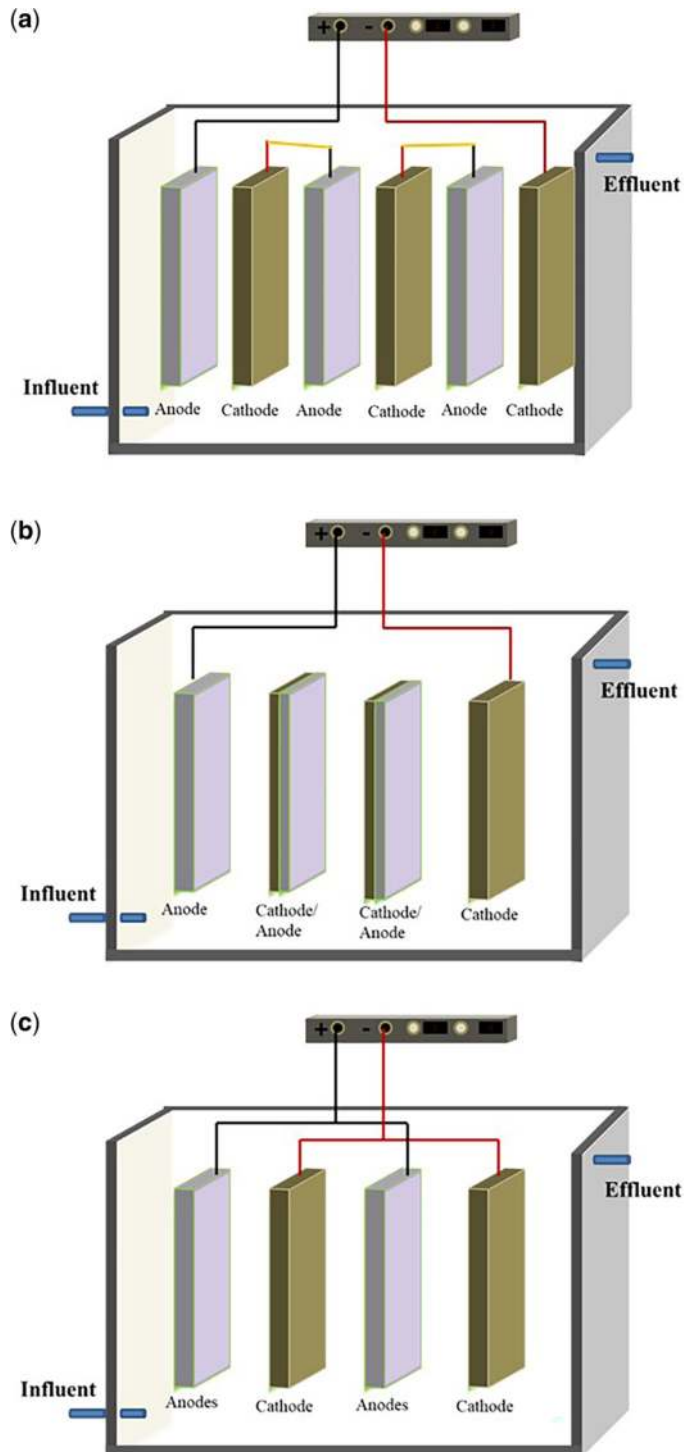 (a)
+ -
Effluent
Influent
Anode Cathode Anode Cathode Anode Cathode
(b)
+ -
Effluent
Influent
Anode Cathode/ Cathode/ Cathode
Anode Anode
(c)
+ -
Effluent
Influent
Anodes Cathode Anodes Cathode